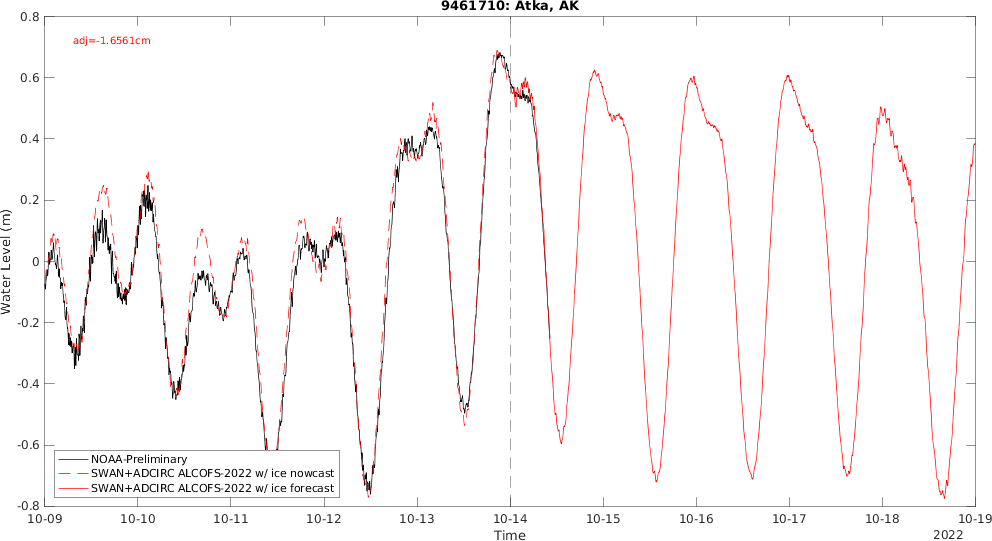 9461710: Atka, AK
adj=-1.6561cm
Water Level (m)
0.8
0.6
0.4
0.2
0
-0.2
-0.4
-0.6
-0.8
NOAA-Preliminary
SWAN+ADCIRC ALCOFS-2022 w/ ice nowcast
SWAN+ADCIRC ALCOFS-2022 w/ ice forecast
10-09 10-10 10-11 10-12 10-13 10-14 10-15 10-16 10-17 10-18 10-19
Time
2022